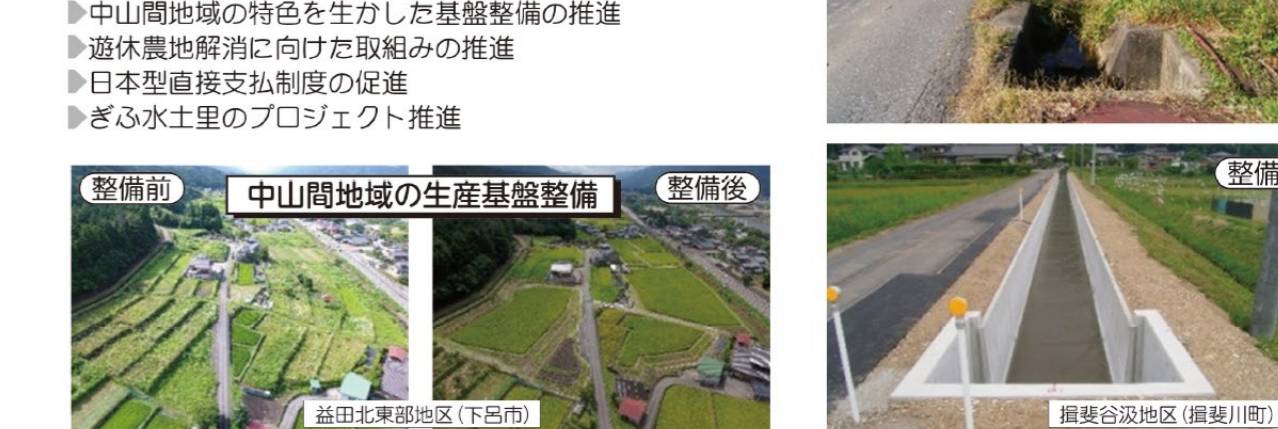 中山間地域の特色を生かした基盤整備の推進
遊休農地解消に向けた取組みの推進
日本型直接支払制度の促進
ぎふ水土里のプロジェクト推進
整備前
中山間地域の生産基盤整備
整備後
益田北東部地区(下呂市)
整備
揖斐谷汲地区(揖斐川町)